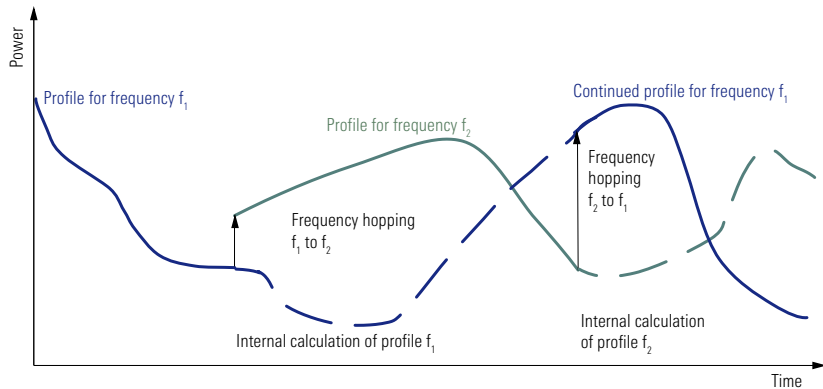 Power
Profile for frequency f₁
Continued profile for frequency f₁
Profile for frequency f₂
Frequency
hopping
f₂ to f₁
Frequency hopping
f₁ to f₂
Internal calculation of profile f₁
Internal calculation
of profile f₂
Time